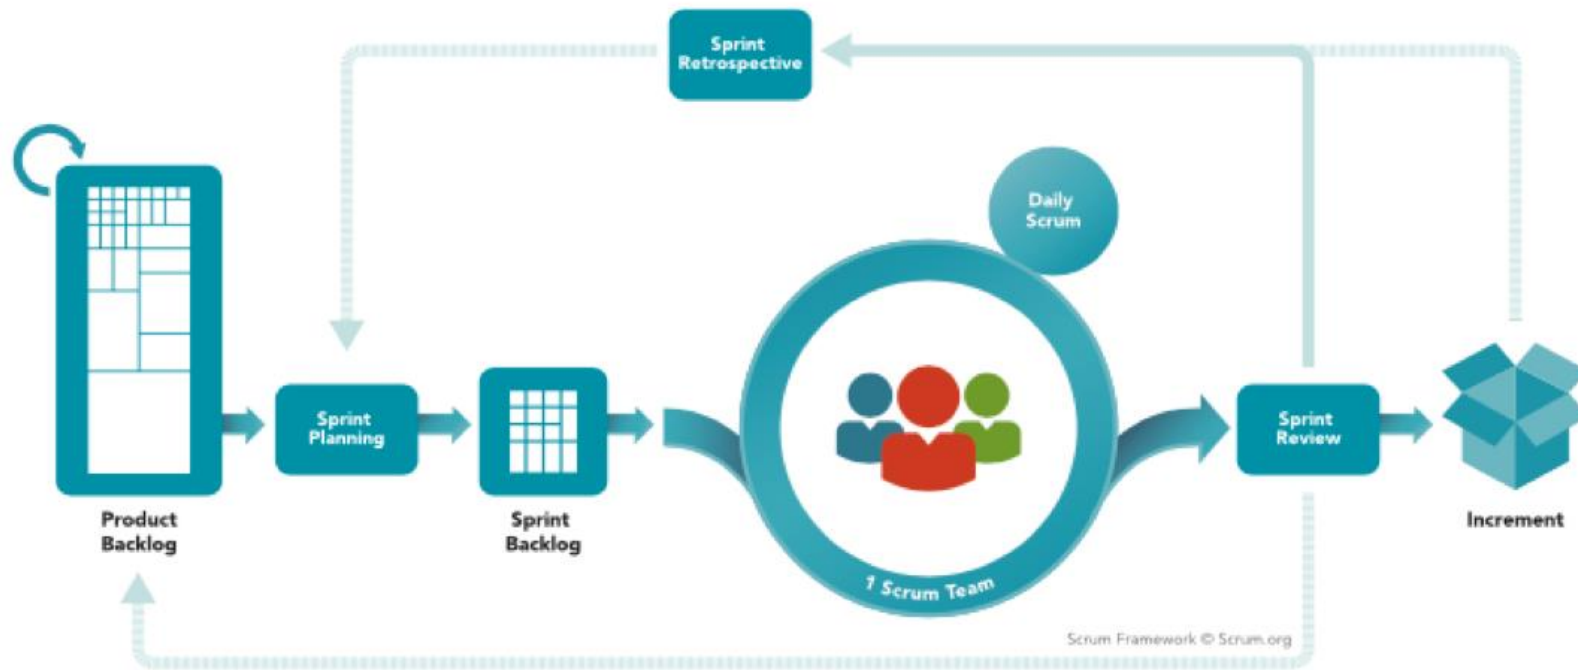 Sprint
Retrospective
Daily
Scrum
Sprint
Planning
Sprint
Review
Product
Backlog
Sprint
Backlog
Increment
1 Scrum Team
Scrum Framework © Scrum.org